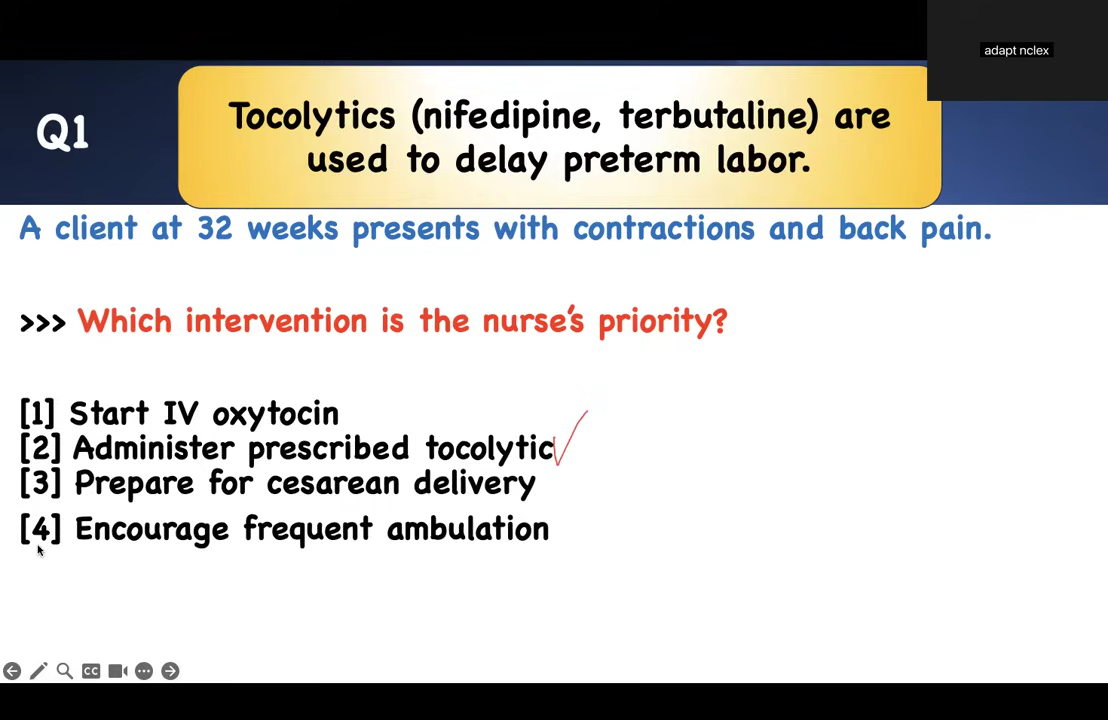 adapt nclex
Q1
Tocolytics (nifedipine, terbutaline) are
used to delay preterm labor.
A client at 32 weeks presents with contractions and back pain.
>>> Which intervention is the nurse's priority?
[1] Start IV oxytocin
[2] Administer prescribed tocolytic
[3] Prepare for cesarean delivery
[4] Encourage frequent ambulation
CC